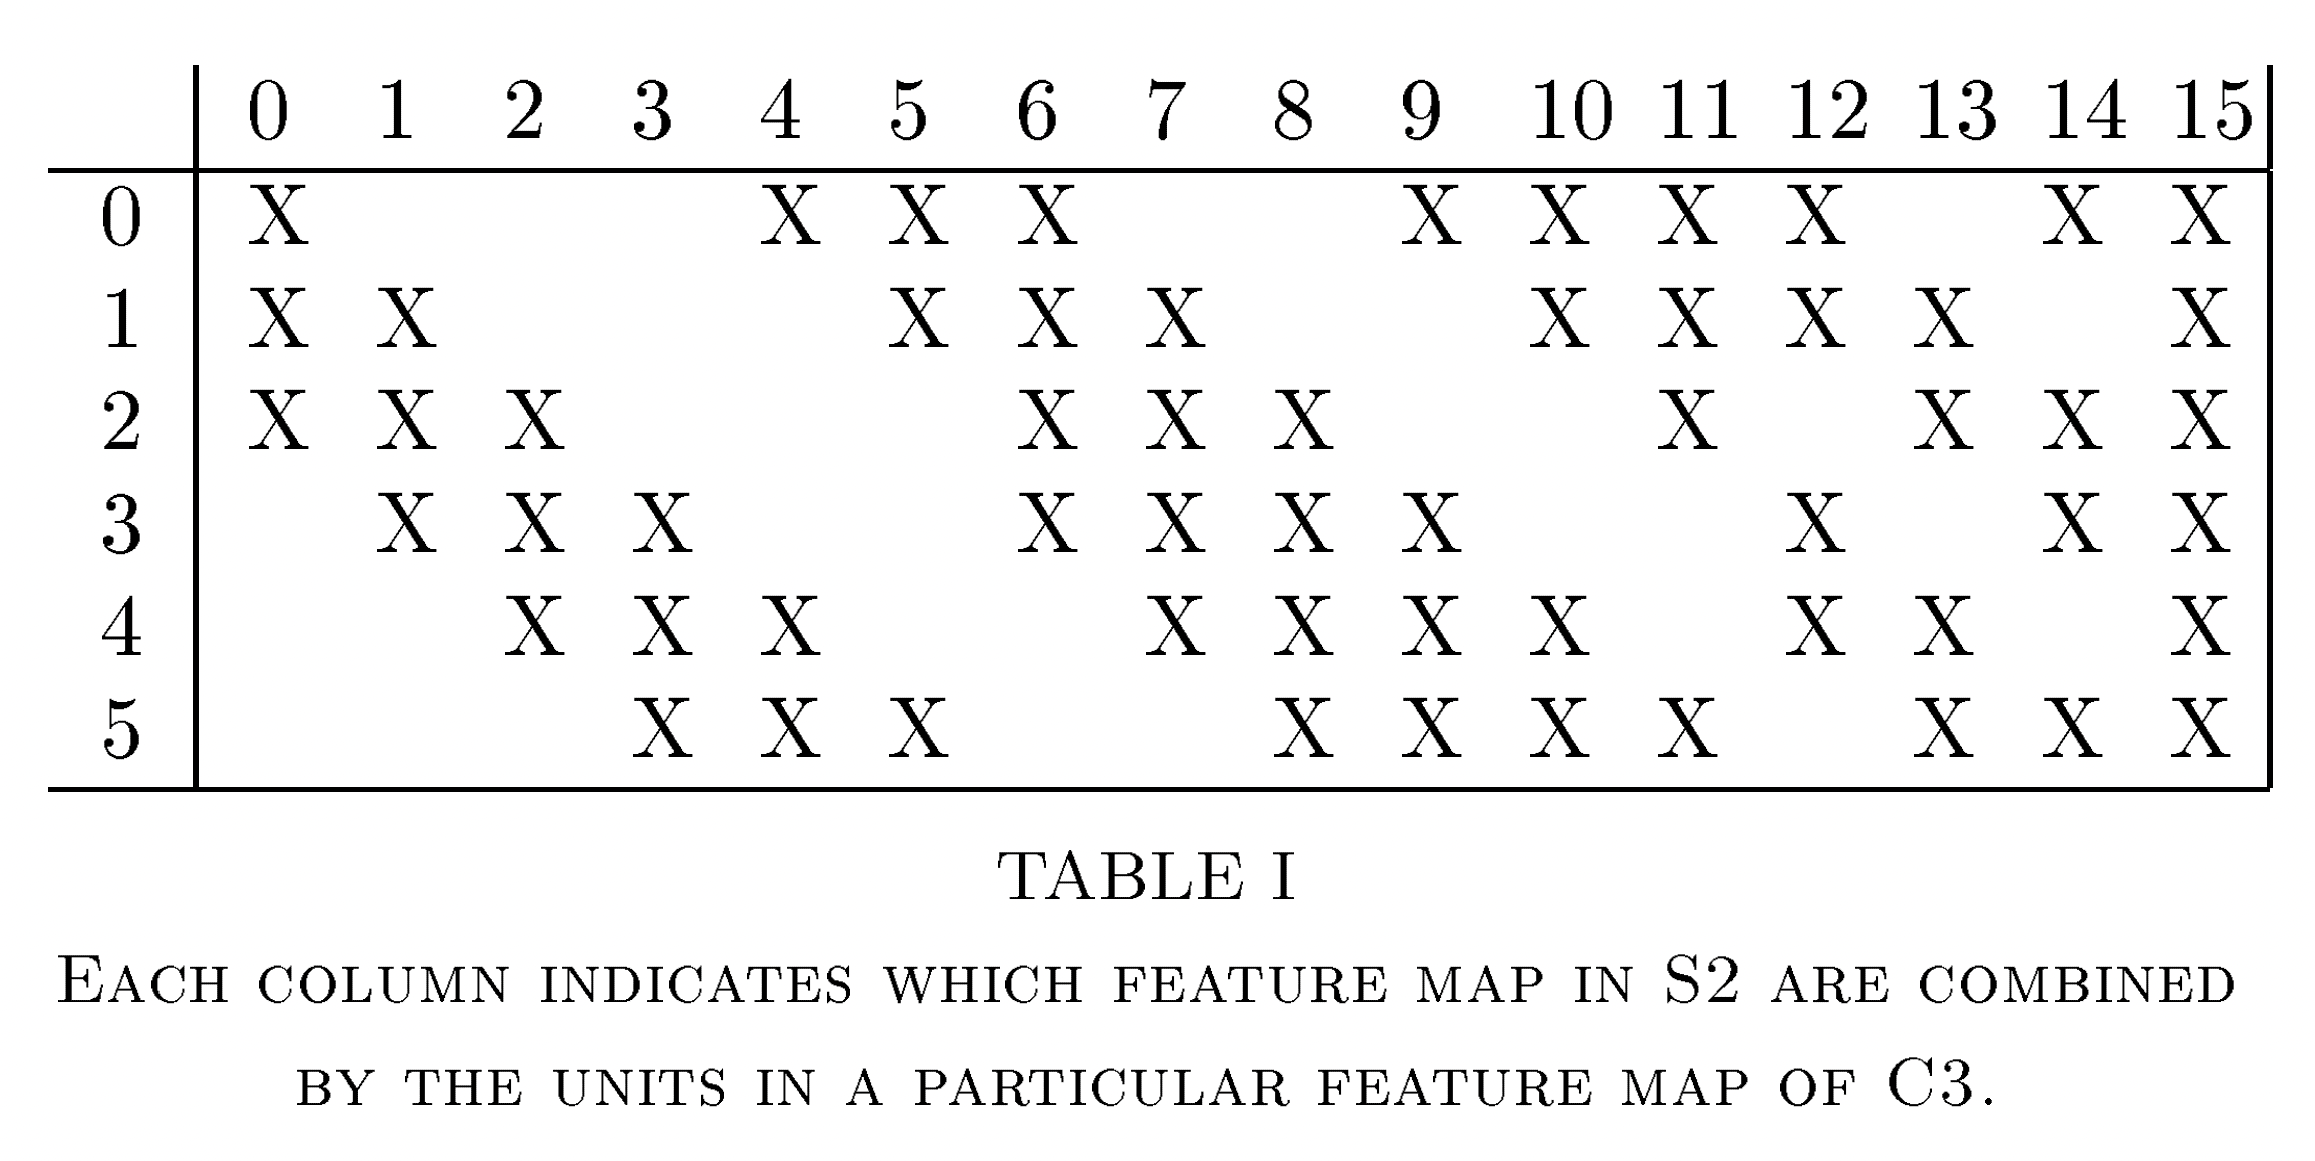 0 1 2 3 4 5 6 7 8 9 10 11 12 13 14 15
0 X X X X X X X X X X
1 X X X X X X X X X X
2 X X X X X X X X X X
3 X X X X X X X X X X
4 X X X X X X X X X X
5 X X X X X X X X X X
TABLE I
EACH COLUMN INDICATES WHICH FEATURE MAP IN S2 ARE COMBINED
BY THE UNITS IN A PARTICULAR FEATURE MAP OF C3.